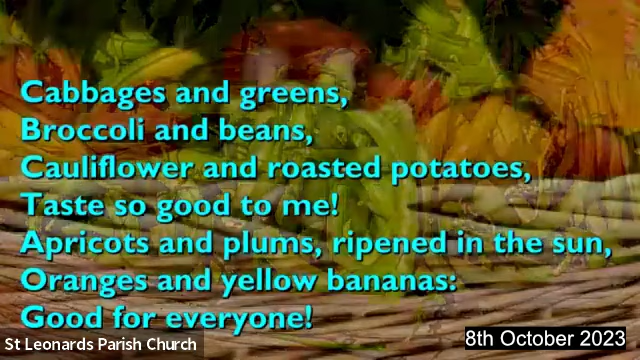 Cabbages and greens,
Broccoli and beans,
Cauliflower and roasted potatoes,
Taste so good to me!
Apricots and plums, ripened in the sun,
Oranges and yellow bananas:
Good for everyone!
St Leonards Parish Church
8th October 2023